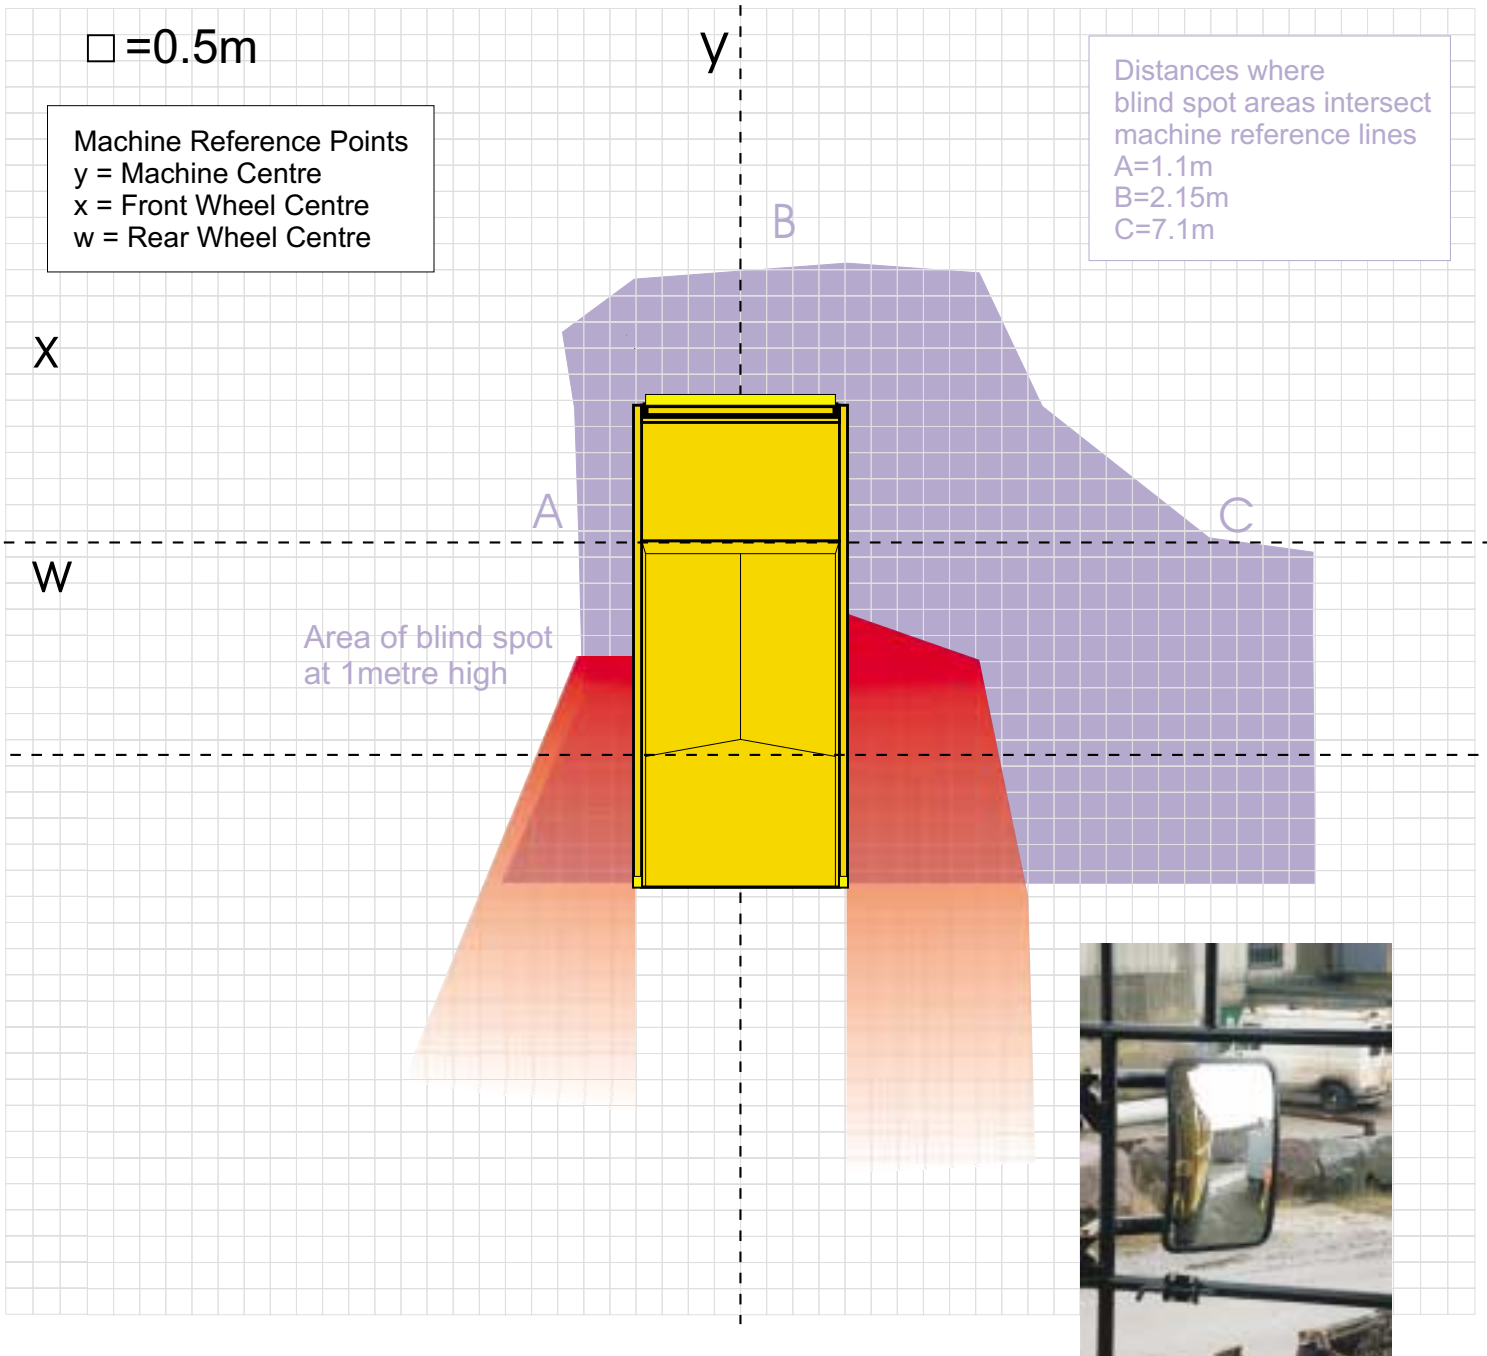 □ =0.5m
y
Machine Reference Points
y = Machine Centre
x = Front Wheel Centre
w = Rear Wheel Centre
Distances where
blind spot areas intersect
machine reference lines
A=1.1m
B=2.15m
C=7.1m
B
x
A
C
w
Area of blind spot
at 1metre high